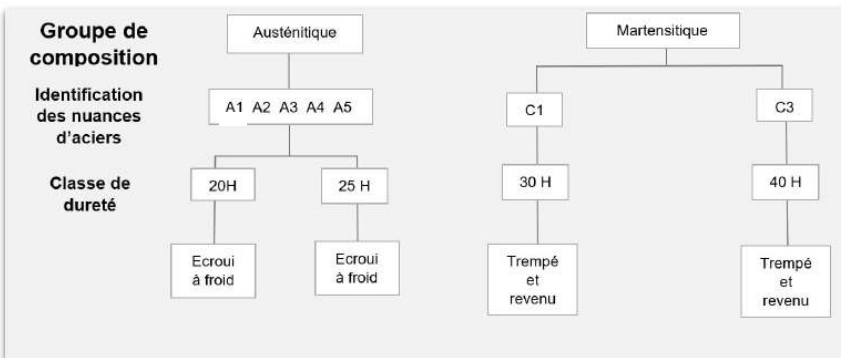 Groupe de
composition
Austénitique
Martensitique
Identification
des nuances
d'aciers
A1 A2 A3 A4 A5
C1
C3
Classe de
dureté
20H
25 H
30 H
40 H
Ecroui
à froid
Ecroui
à froid
Trempé
et
revenu
Trempé
et
revenu